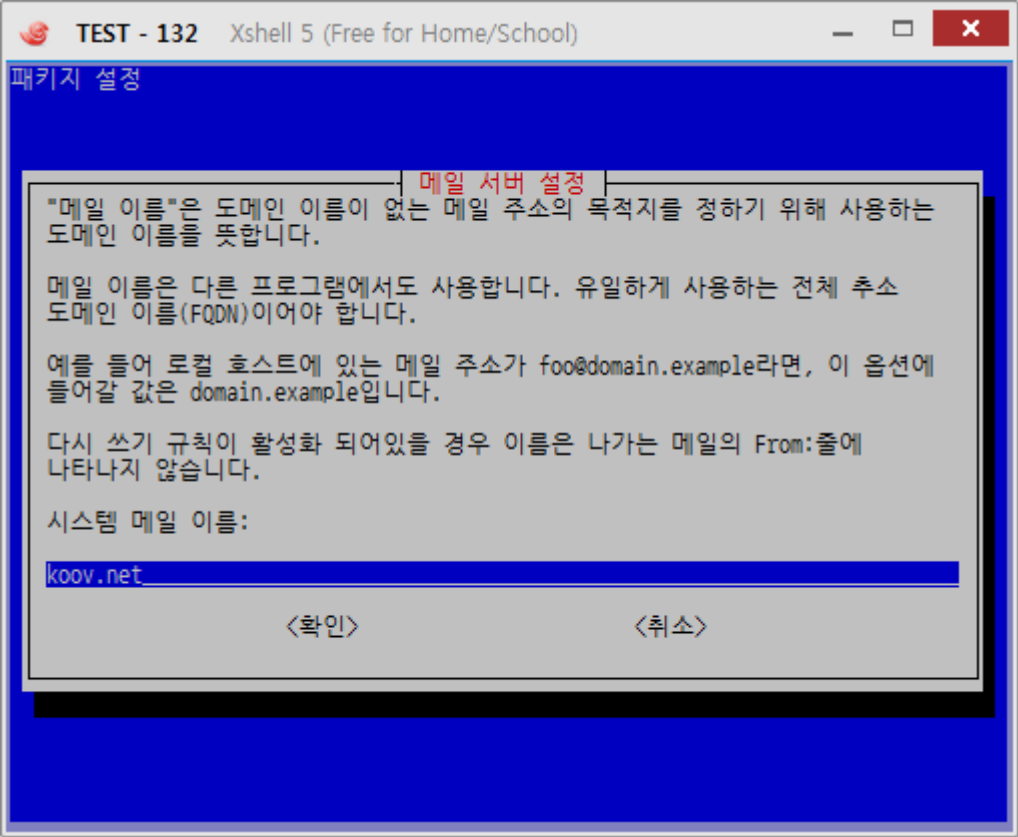 TEST - 132 Xshell 5 (Free for Home/School)
패키지 설정
메일 서버 설정
"메일 이름"은 도메인 이름이 없는 메일 주소의 목적지를 정하기 위해 사용하는
도메인 이름을 뜻합니다.
메일 이름은 다른 프로그램에서도 사용합니다. 유일하게 사용하는 전체 추소
도메인 이름(FQDN)이어야 합니다.
예를 들어 로컬 호스트에 있는 메일 주소가 foo@domain.example라면, 이 옵션에
들어갈 값은 domain.example입니다.
다시 쓰기 규칙이 활성화 되어있을 경우 이름은 나가는 메일의 From:줄에
나타나지 않습니다.
시스템 메일 이름:
koov.net
<확인> <취소>